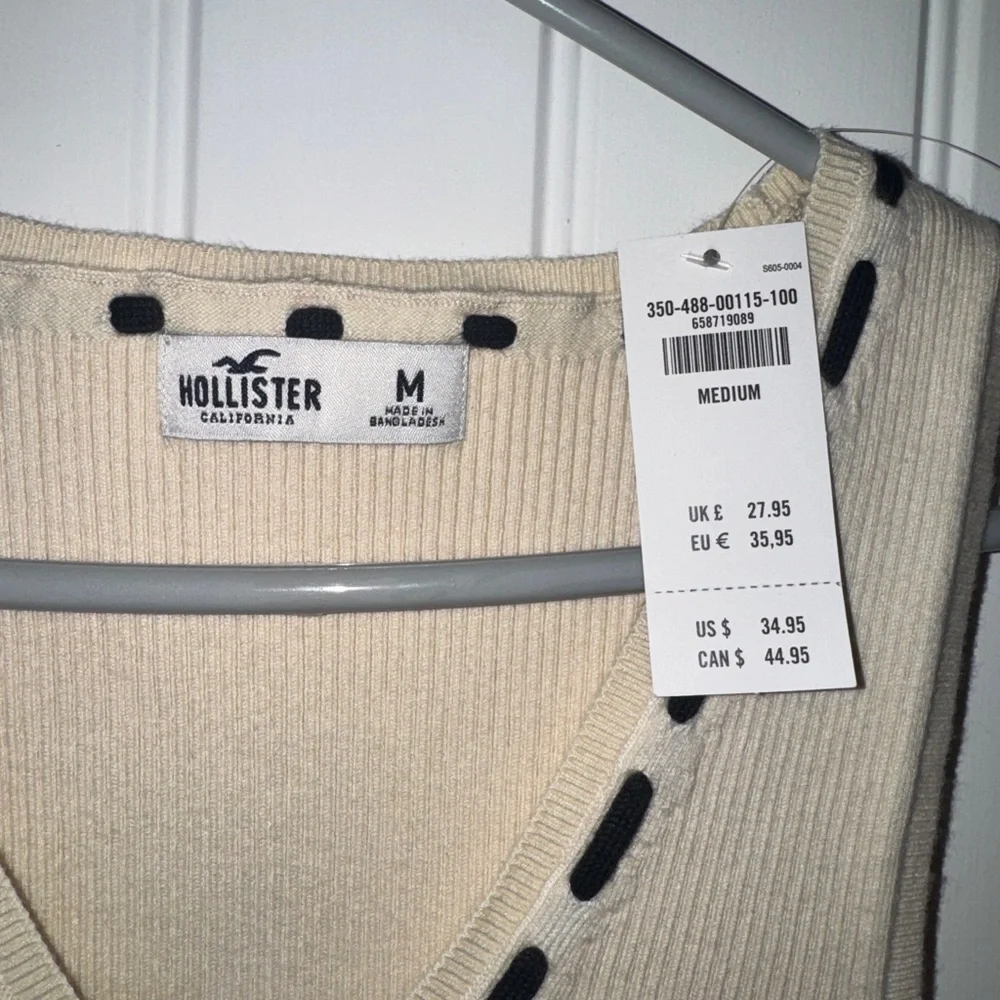 HOLLISTER
CALIFORNIA
M
MADE IN
BANGLADESH
S605-0004
350-488-00115-100
658719089
MEDIUM
UK £ 27.95
EU € 35,95
US $ 34.95
CAN $ 44.95